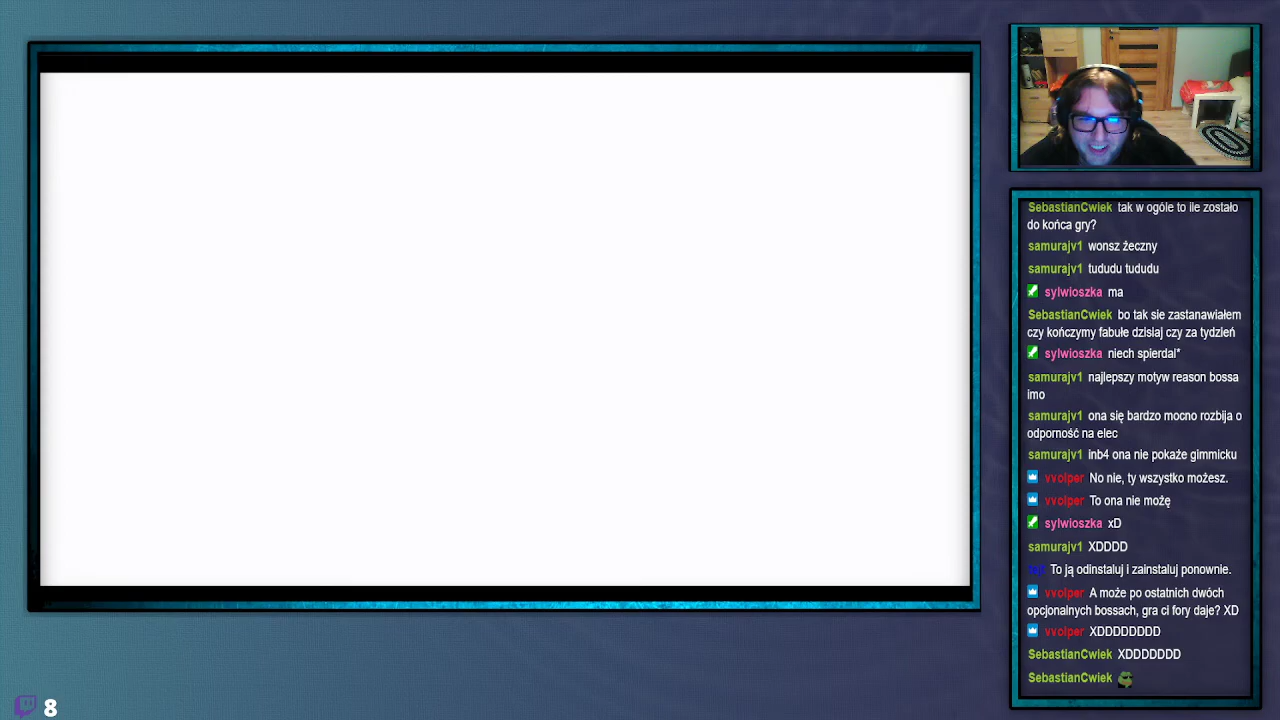 SebastianCwiek tak w ogóle to ile zostało
do końca gry?
samurajv1 wonsz żeczny
samurajv1 tududu tududu
sylwioszka ma
SebastianCwiek bo tak sie zastanawiałem
czy kończymy fabułe dzisiaj czy za tydzień
sylwioszka niech spierdal*
samurajv1 najlepszy motyw reason bossa
imo
samurajv1 ona się bardzo mocno rozbija o
odporność na elec
samurajv1 inb4 ona nie pokaże gimmicku
vvolper No nie, ty wszystko możesz.
vvolper To ona nie możę
sylwioszka xD
samurajv1 XDDDD
To ją odinstaluj i zainstaluj ponownie.
vvolper A może po ostatnich dwóch
opcjonalnych bossach, gra ci fory daje? XD
vvolper XDDDDDDDD
SebastianCwiek XDDDDDDD
SebastianCwiek
8